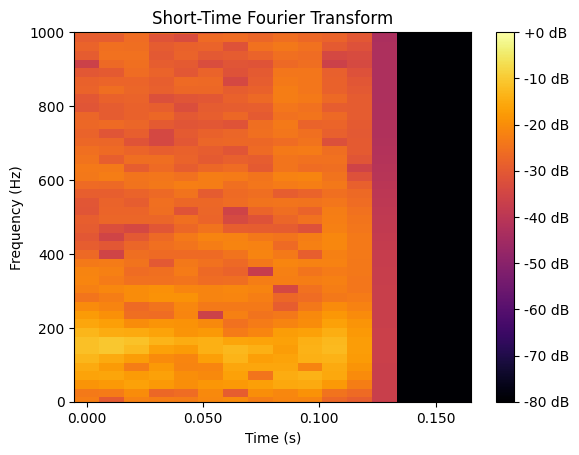 Short-Time Fourier Transform
1000
800
600
400
200
0
Frequency (Hz)
0.000
0.050
0.100
0.150
Time (s)
+0 dB
-10 dB
-20 dB
-30 dB
-40 dB
-50 dB
-60 dB
-70 dB
-80 dB